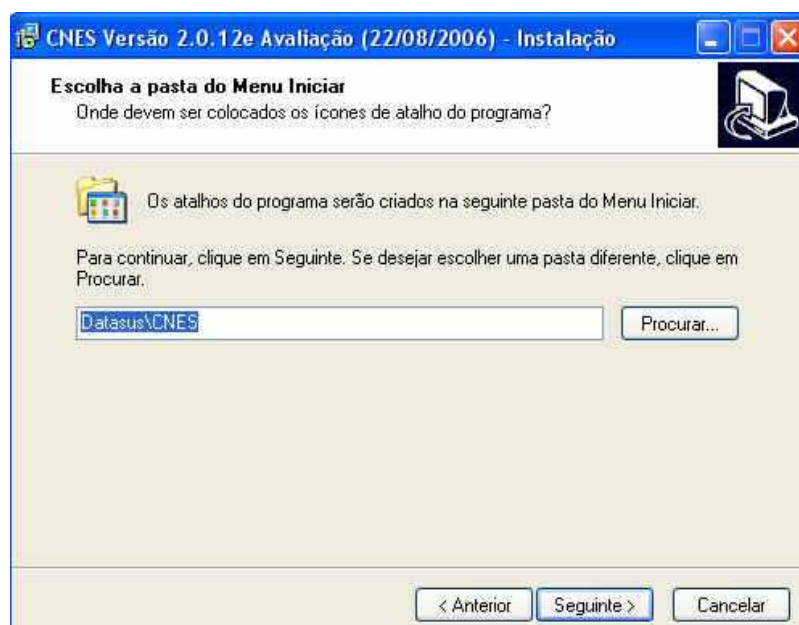 CNES Versão 2.0.12e Avaliação (22/08/2006) - Instalação
Escolha a pasta do Menu Iniciar
Onde devem ser colocados os ícones de atalho do programa?
Os atalhos do programa serão criados na seguinte pasta do Menu Iniciar.
Para continuar, clique em Seguinte. Se desejar escolher uma pasta diferente, clique em
Procurar.
Datasus\CNES
Procurar...
< Anterior
Seguinte >
Cancelar